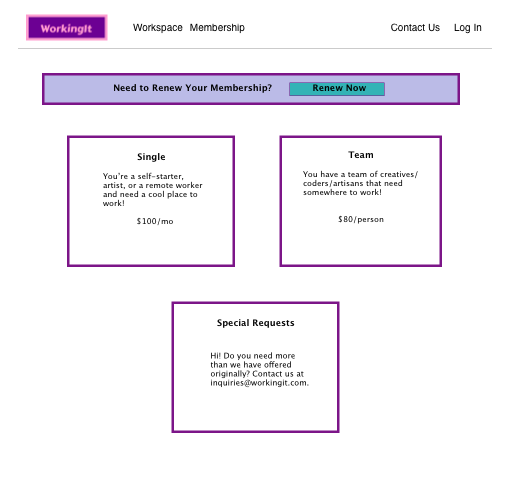 WorkingIt
Workspace Membership
Contact Us Log In
Need to Renew Your Membership? Renew Now
Single
You're a self-starter,
artist, or a remote worker
and need a cool place to
work!
$100/mo
Team
You have a team of creatives/
coders/artisans that need
somewhere to work!
$80/person
Special Requests
Hi! Do you need more
than we have offered
originally? Contact us at
inquiries@workingit.com.